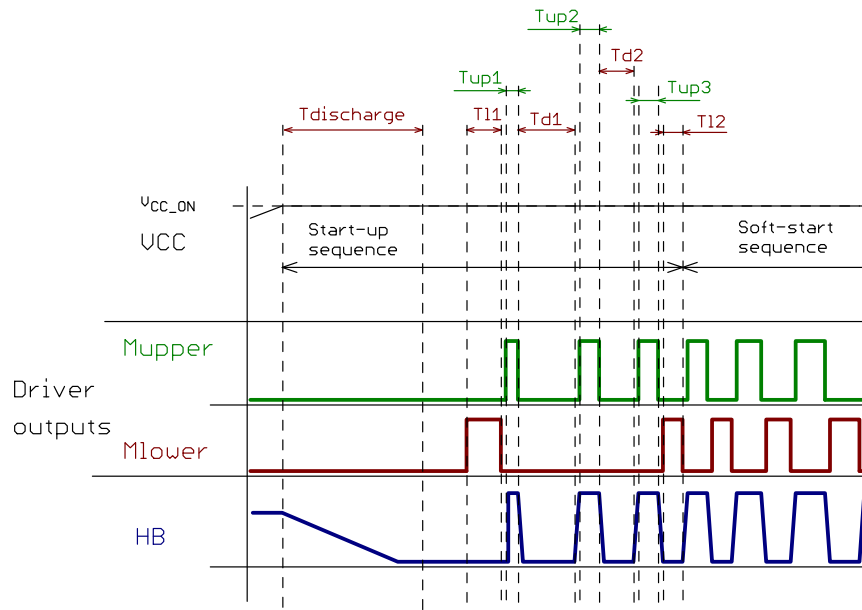 Tup2
Td2
Tup1
Tup3
Tdischarge
Tl1
Td1
Tl2
VCC_ON
VCC
Start-up
sequence
Soft-start
sequence
Mupper
Driver
outputs
Mlower
HB